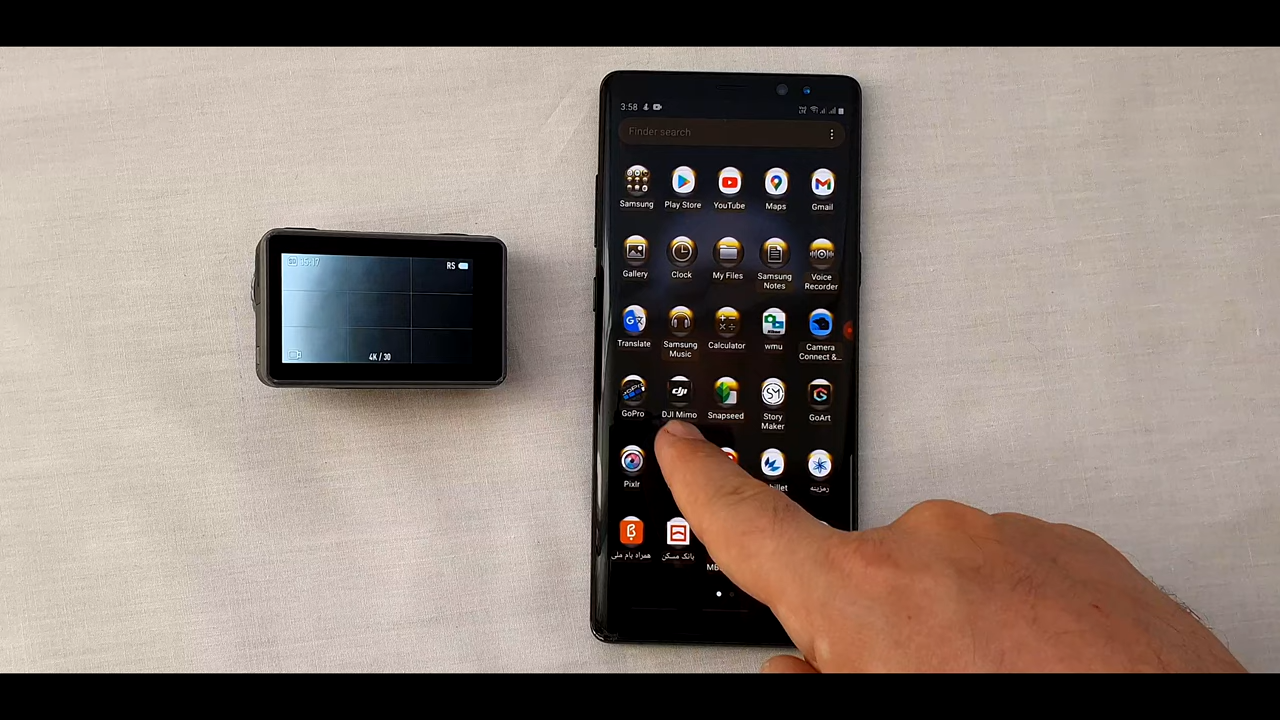 3:58
Finder search
Samsung
Play Store
YouTube
Maps
Gmail
Gallery
Clock
My Files
Samsung
Notes
Voice
Recorder
Translate
Samsung
Music
Calculator
wmu
Camera
Connect &...
GoPro
DJI Mimo
Snapseed
Story
Maker
GoArt
Pixlr
رمزینه
همراه بام ملی
بانک مسکن
RS
4K / 30